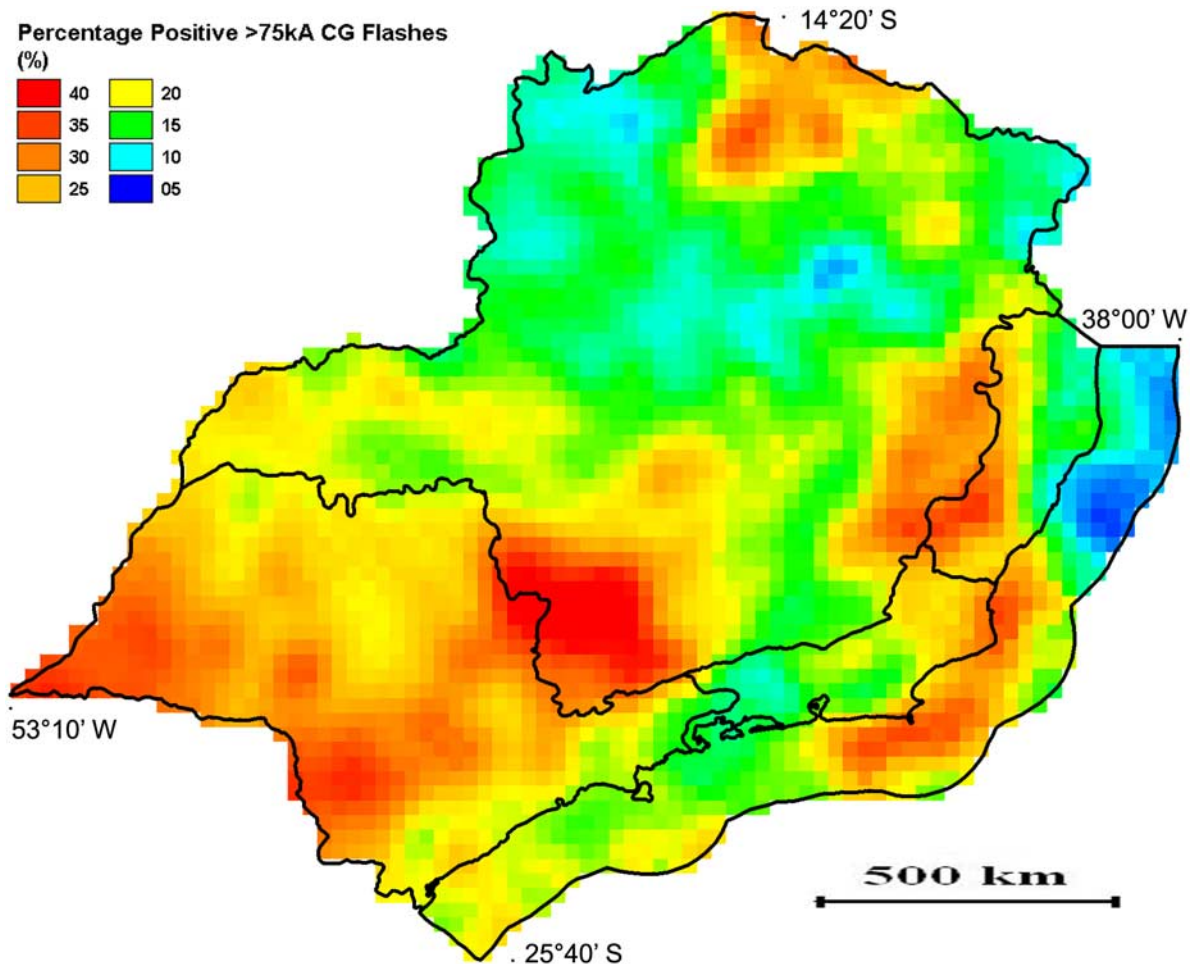 Percentage Positive >75kA CG Flashes
(%)
40 20
35 15
30 10
25 05
14°20' S
38°00' W
53°10' W
500 km
25°40' S